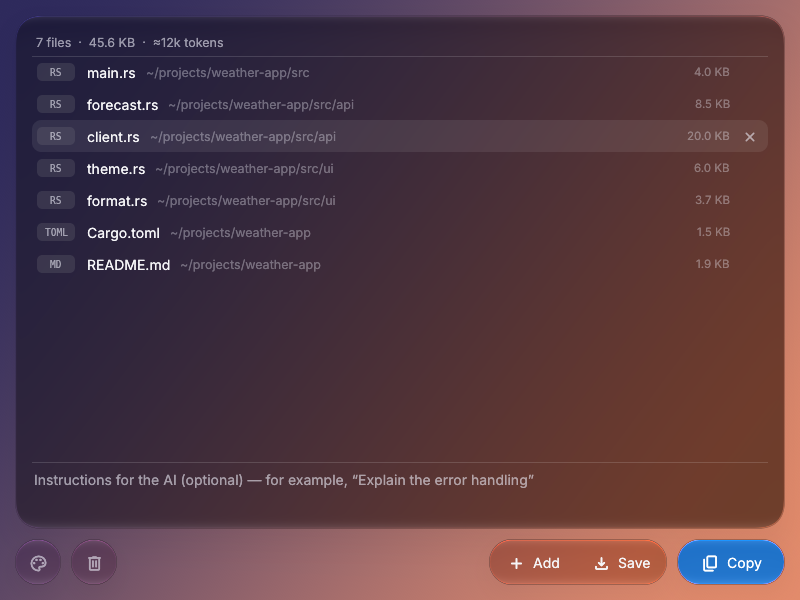 7 files · 45.6 KB · ≈12k tokens
RS main.rs ~/projects/weather-app/src 4.0 KB
RS forecast.rs ~/projects/weather-app/src/api 8.5 KB
RS client.rs ~/projects/weather-app/src/api 20.0 KB
RS theme.rs ~/projects/weather-app/src/ui 6.0 KB
RS format.rs ~/projects/weather-app/src/ui 3.7 KB
TOML Cargo.toml ~/projects/weather-app 1.5 KB
MD README.md ~/projects/weather-app 1.9 KB
Instructions for the AI (optional) — for example, “Explain the error handling”
Add Save Copy